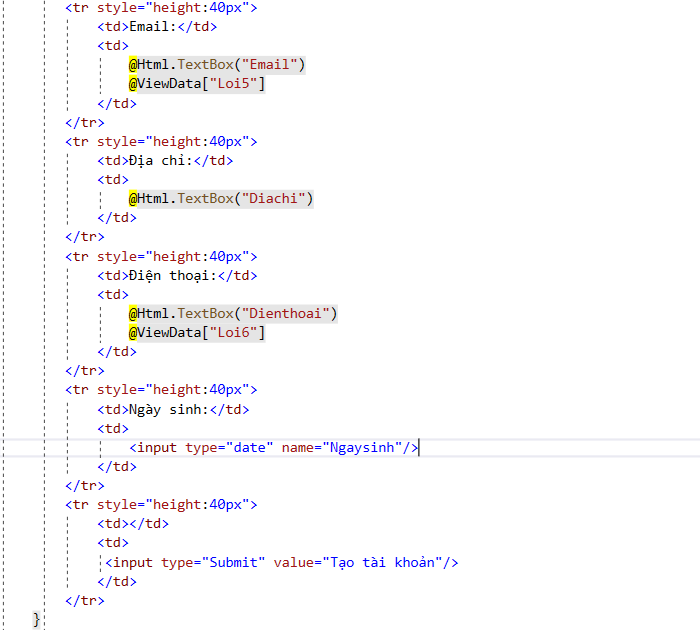 <tr style="height:40px">
<td>Email:</td>
<td>
@Html.TextBox("Email")
@ViewData["Loi5"]
</td>
</tr>
<tr style="height:40px">
<td>Địa chỉ:</td>
<td>
@Html.TextBox("Diachi")
</td>
</tr>
<tr style="height:40px">
<td>Điện thoại:</td>
<td>
@Html.TextBox("Dienthoai")
@ViewData["Loi6"]
</td>
</tr>
<tr style="height:40px">
<td>Ngày sinh:</td>
<td>
<input type="date" name="Ngaysinh"/>
</td>
</tr>
<tr style="height:40px">
<td></td>
<td>
<input type="Submit" value="Tạo tài khoản"/>
</td>
</tr>
}